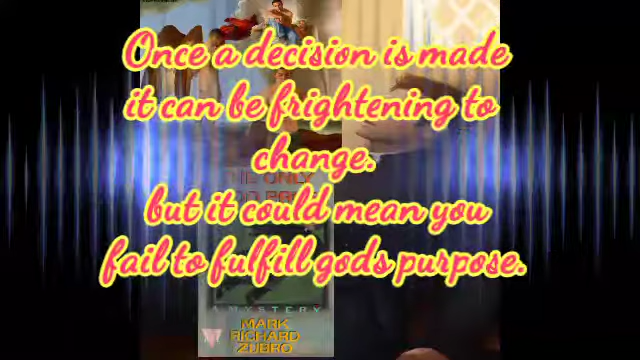 Once a decision is made
it can be frightening to
change.
but it could mean you
fail to fulfill gods purpose.
A MYSTERY
MARK
RICHARD
ZUBRO